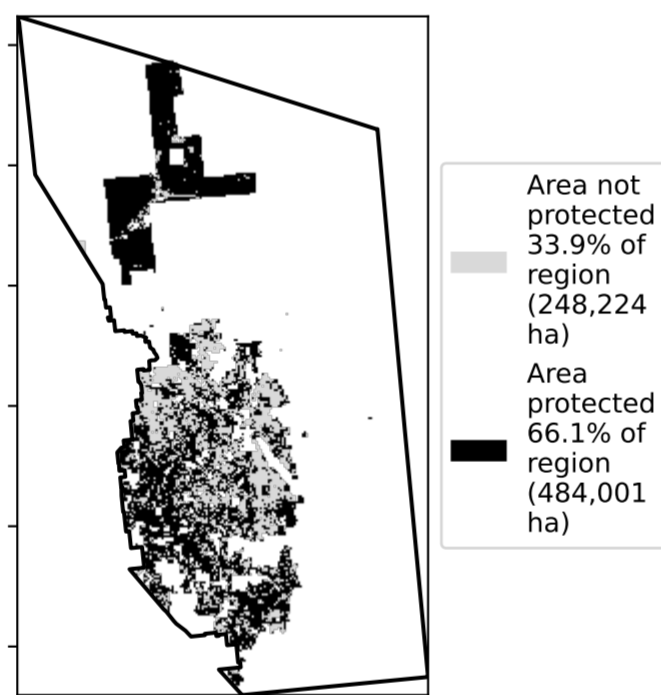 Area not
protected
33.9% of
region
(248,224
ha)
Area
protected
66.1% of
region
(484,001
ha)